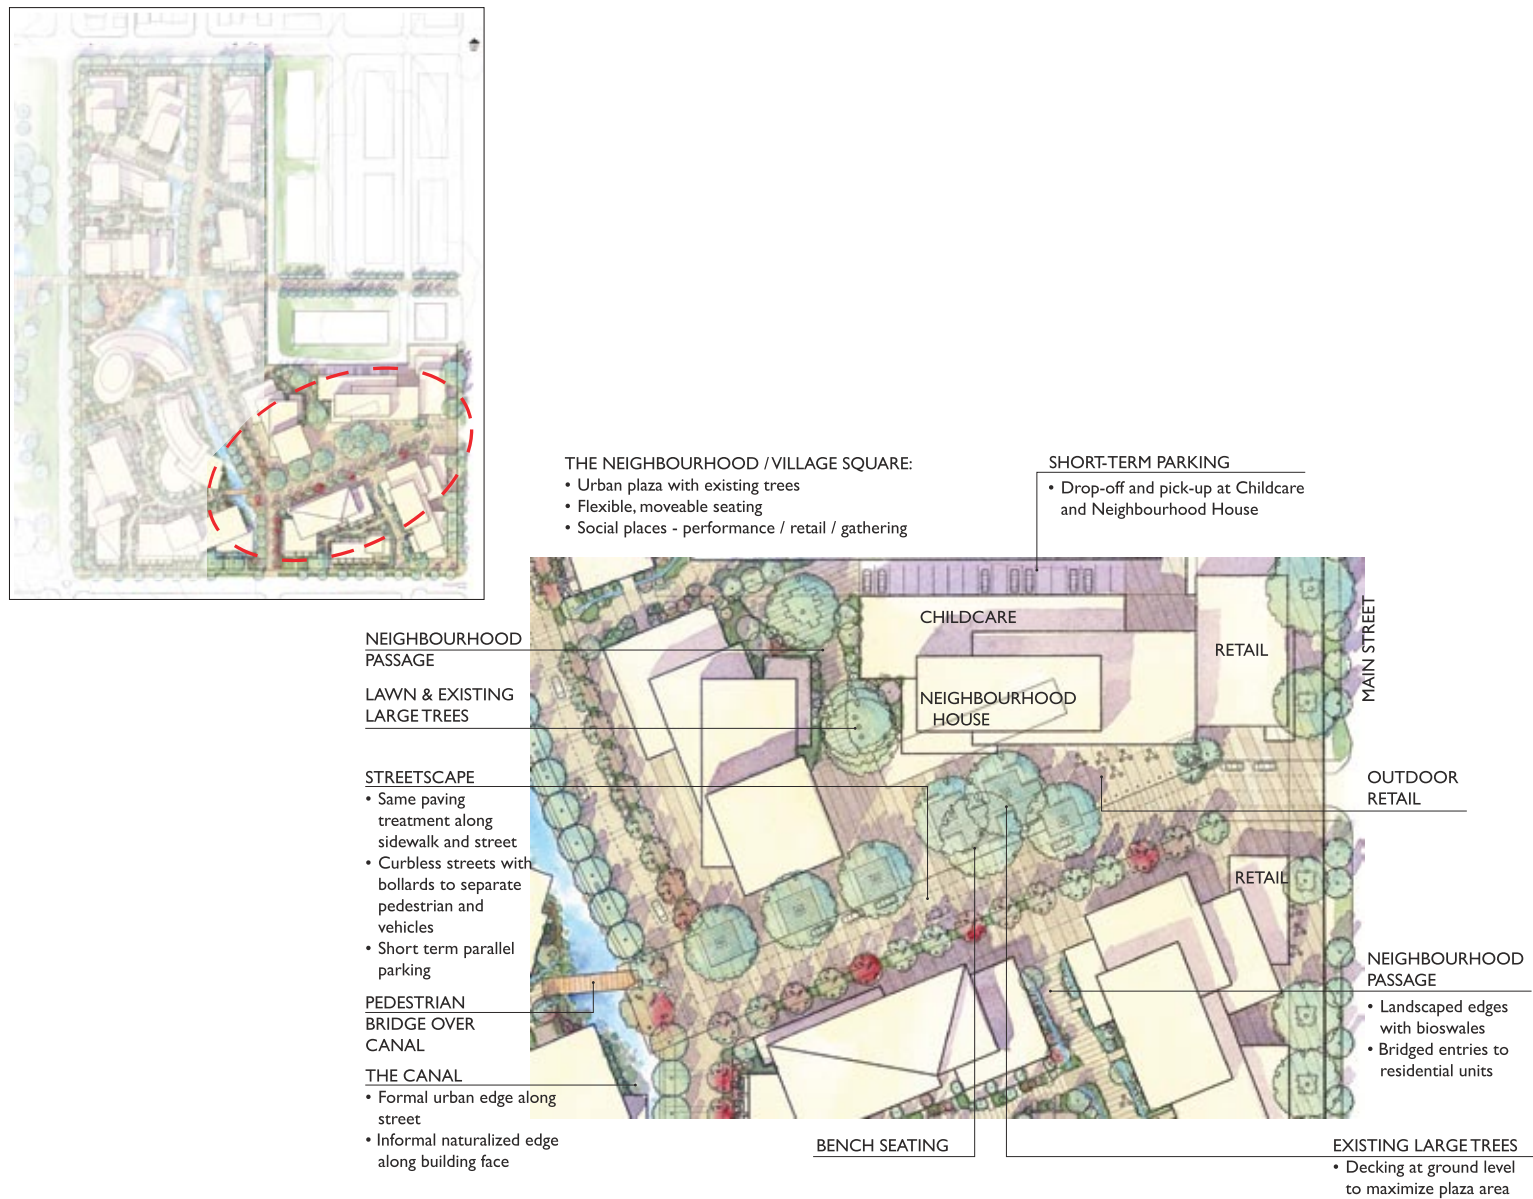 THE NEIGHBOURHOOD / VILLAGE SQUARE:
• Urban plaza with existing trees
• Flexible, moveable seating
• Social places - performance / retail / gathering
SHORT-TERM PARKING
• Drop-off and pick-up at Childcare
and Neighbourhood House
NEIGHBOURHOOD
PASSAGE
LAWN & EXISTING
LARGE TREES
STREETSCAPE
• Same paving
treatment along
sidewalk and street
• Curbless streets with
bollards to separate
pedestrian and
vehicles
• Short term parallel
parking
PEDESTRIAN
BRIDGE OVER
CANAL
THE CANAL
• Formal urban edge along
street
• Informal naturalized edge
along building face
CHILDCARE
NEIGHBOURHOOD
HOUSE
RETAIL
MAIN STREET
OUTDOOR
RETAIL
RETAIL
NEIGHBOURHOOD
PASSAGE
• Landscaped edges
with bioswales
• Bridged entries to
residential units
BENCH SEATING
EXISTING LARGE TREES
• Decking at ground level
to maximize plaza area